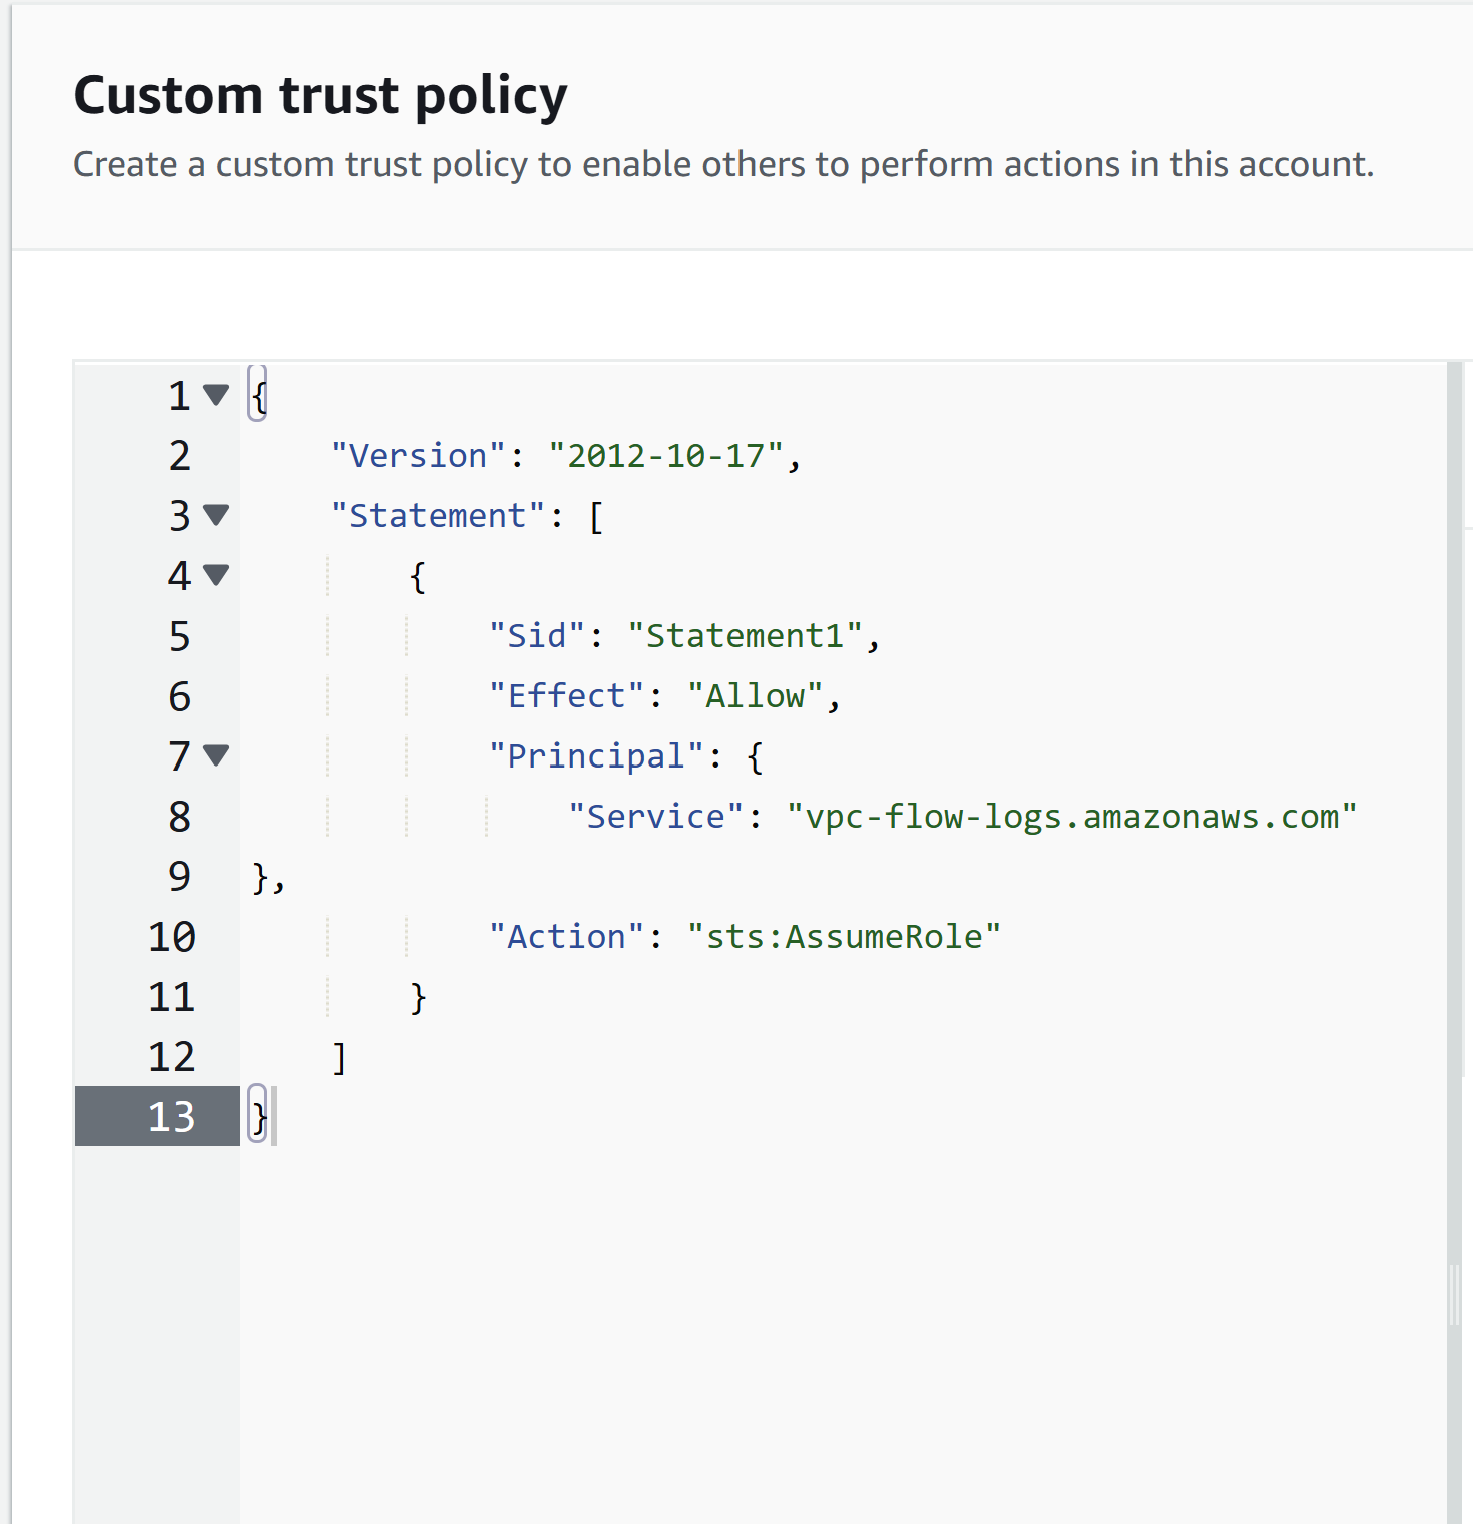 Custom trust policy
Create a custom trust policy to enable others to perform actions in this account.
1 {
2     "Version": "2012-10-17",
3     "Statement": [
4         {
5             "Sid": "Statement1",
6             "Effect": "Allow",
7             "Principal": {
8                 "Service": "vpc-flow-logs.amazonaws.com"
9 },
10             "Action": "sts:AssumeRole"
11         }
12     ]
13 }